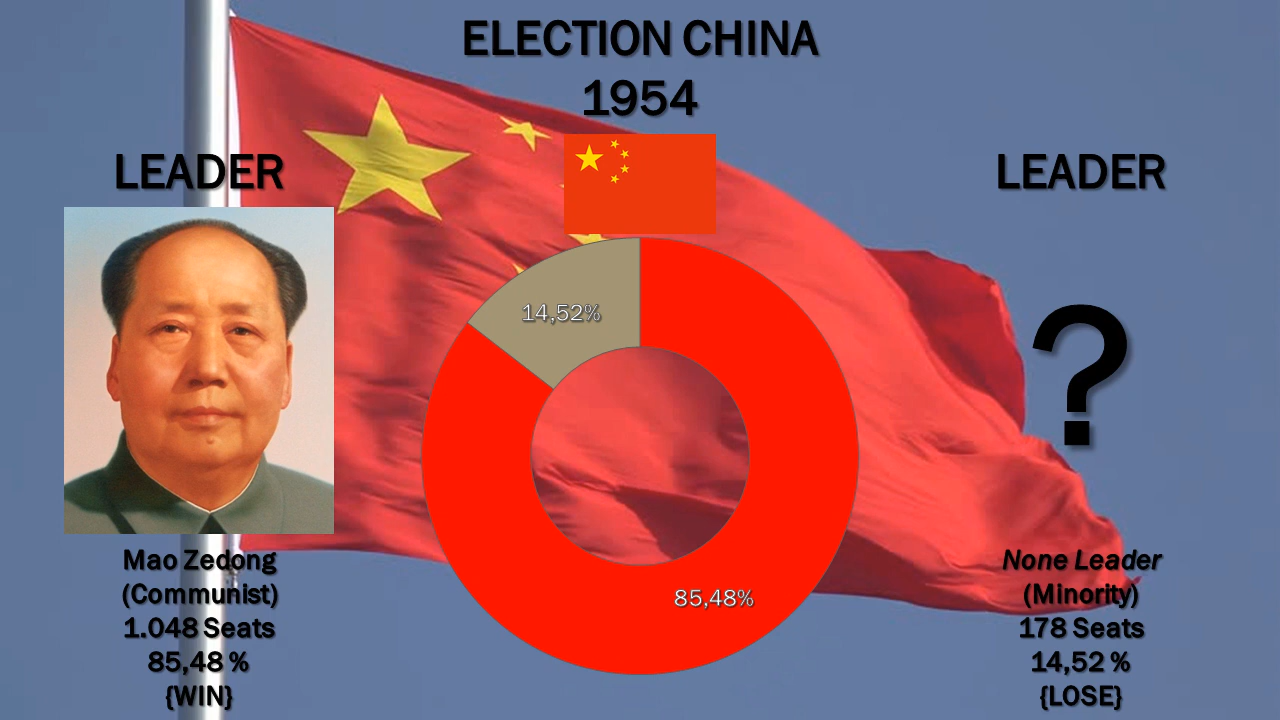 ELECTION CHINA
1954
LEADER
LEADER
14,52%
?
85,48%
Mao Zedong
(Communist)
1.048 Seats
85,48 %
{WIN}
None Leader
(Minority)
178 Seats
14,52 %
{LOSE}